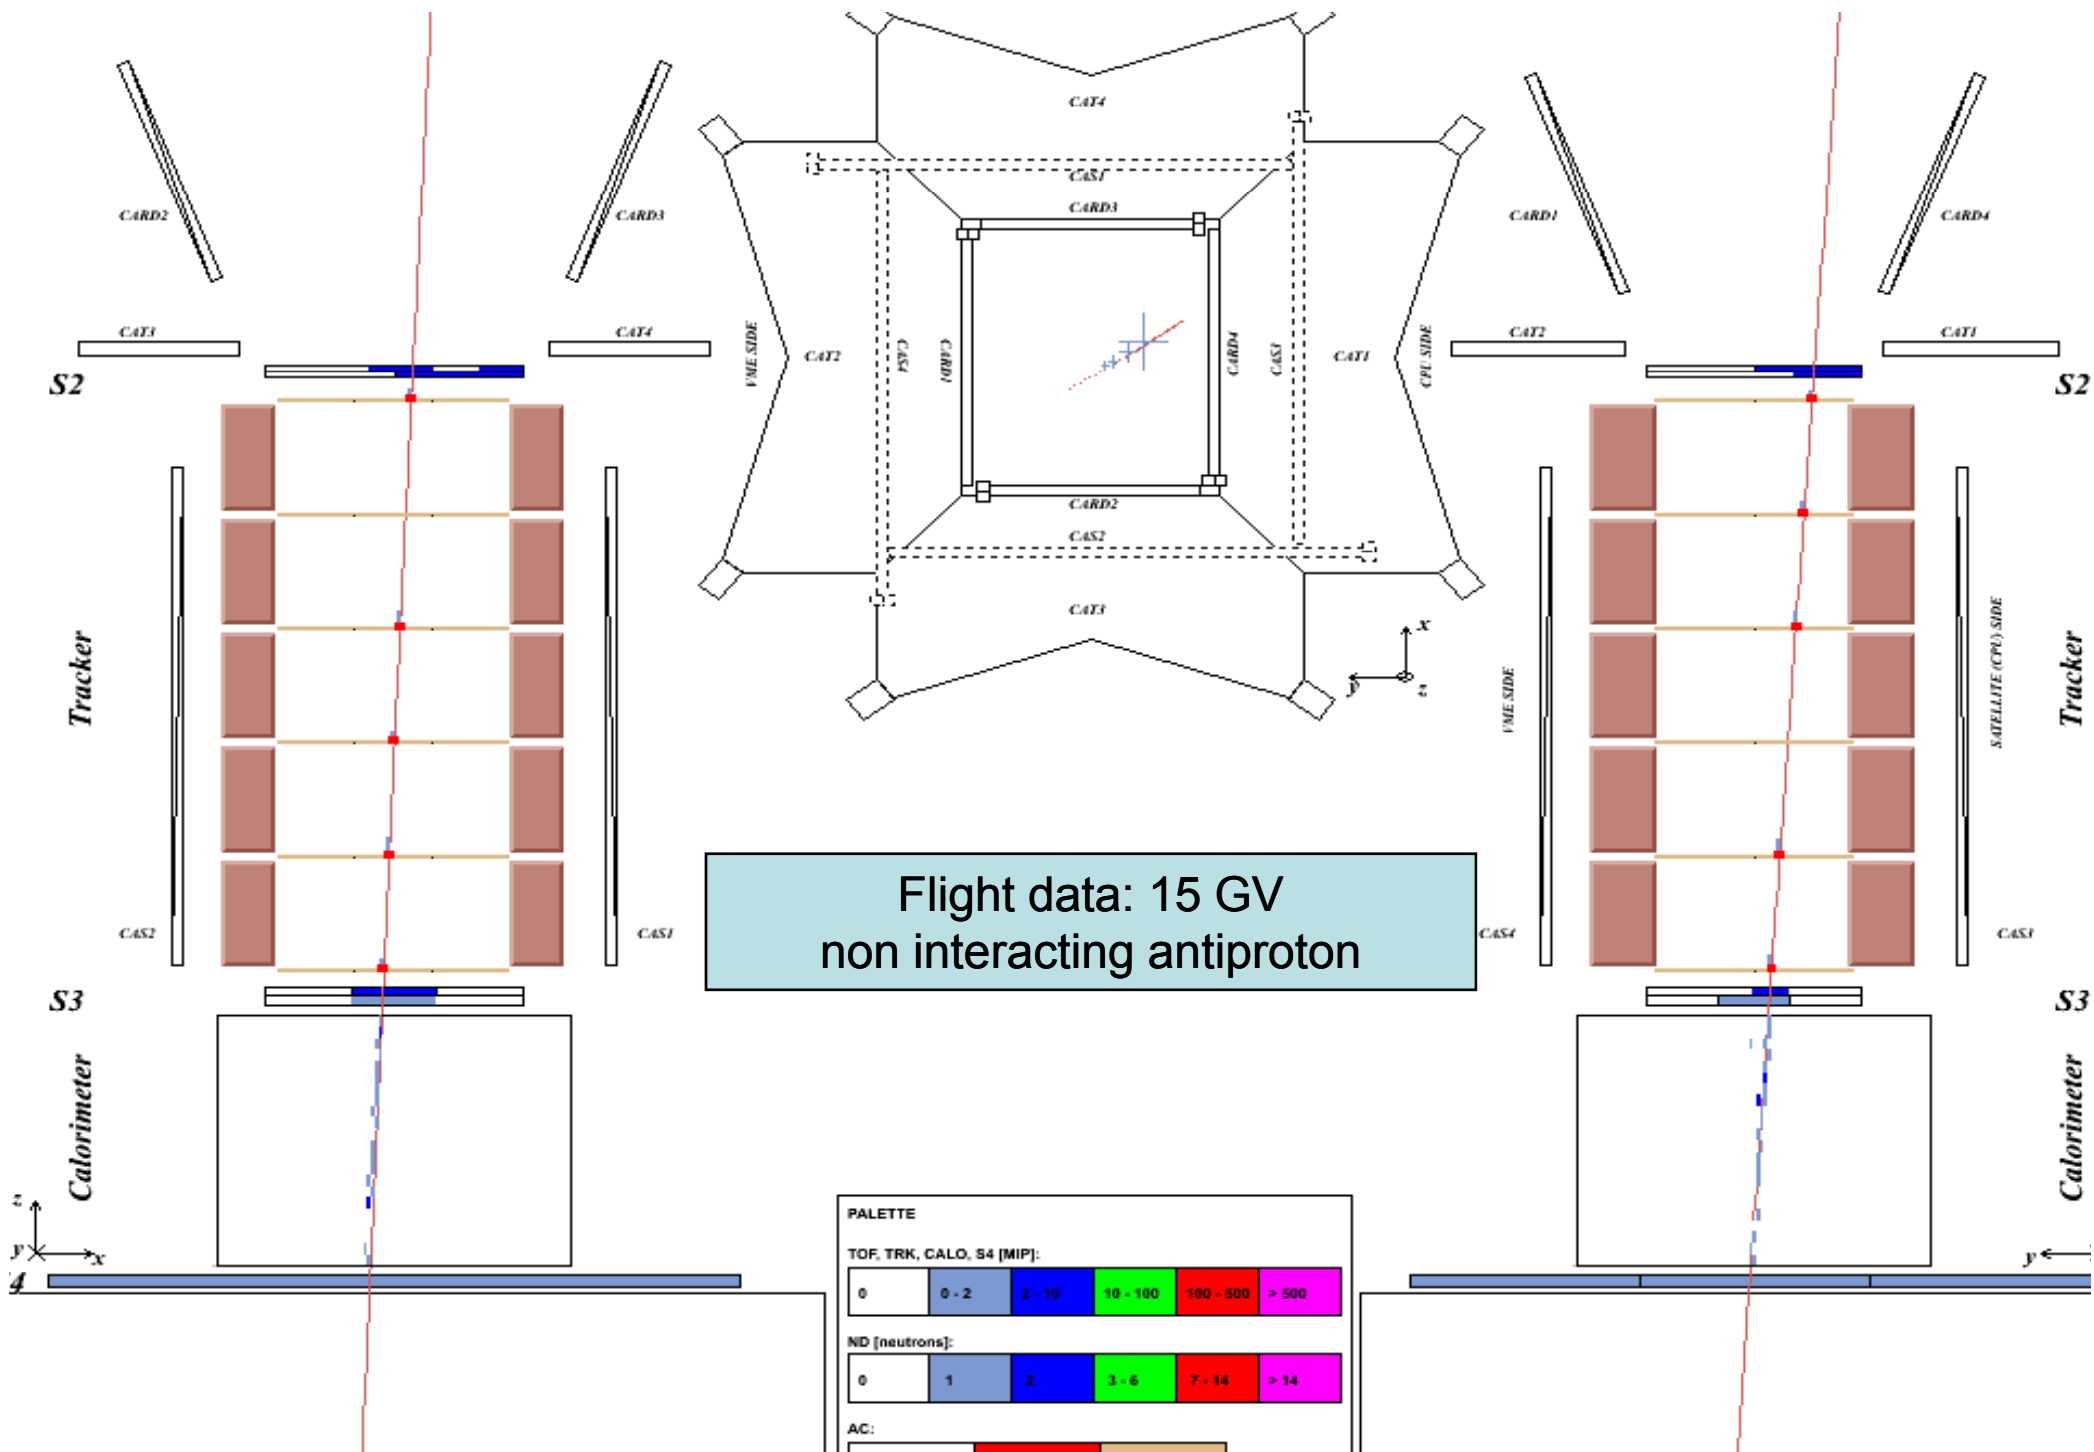 CAT4
CAS1
CARD3
CARD2
CARD3
CARD1
CARD4
CAT3
CAT4
VME SIDE
CAT2
CAS4
CARD1
CARD4
CAS3
CAT1
CPU SIDE
CAT2
CAT1
S2
S2
CARD2
CAS2
CAT3
x
y
z
Tracker
VME SIDE
SATELLITE (CPU) SIDE
Tracker
Flight data: 15 GV
non interacting antiproton
CAS2
CAS1
CAS4
CAS3
S3
S3
Calorimeter
Calorimeter
z
y
x
y
4
PALETTE
TOF, TRK, CALO, S4 [MIP]:
0 0 - 2 2 - 10 10 - 100 100 - 500 > 500
ND [neutrons]:
0 1 2 3 - 6 7 - 14 > 14
AC: